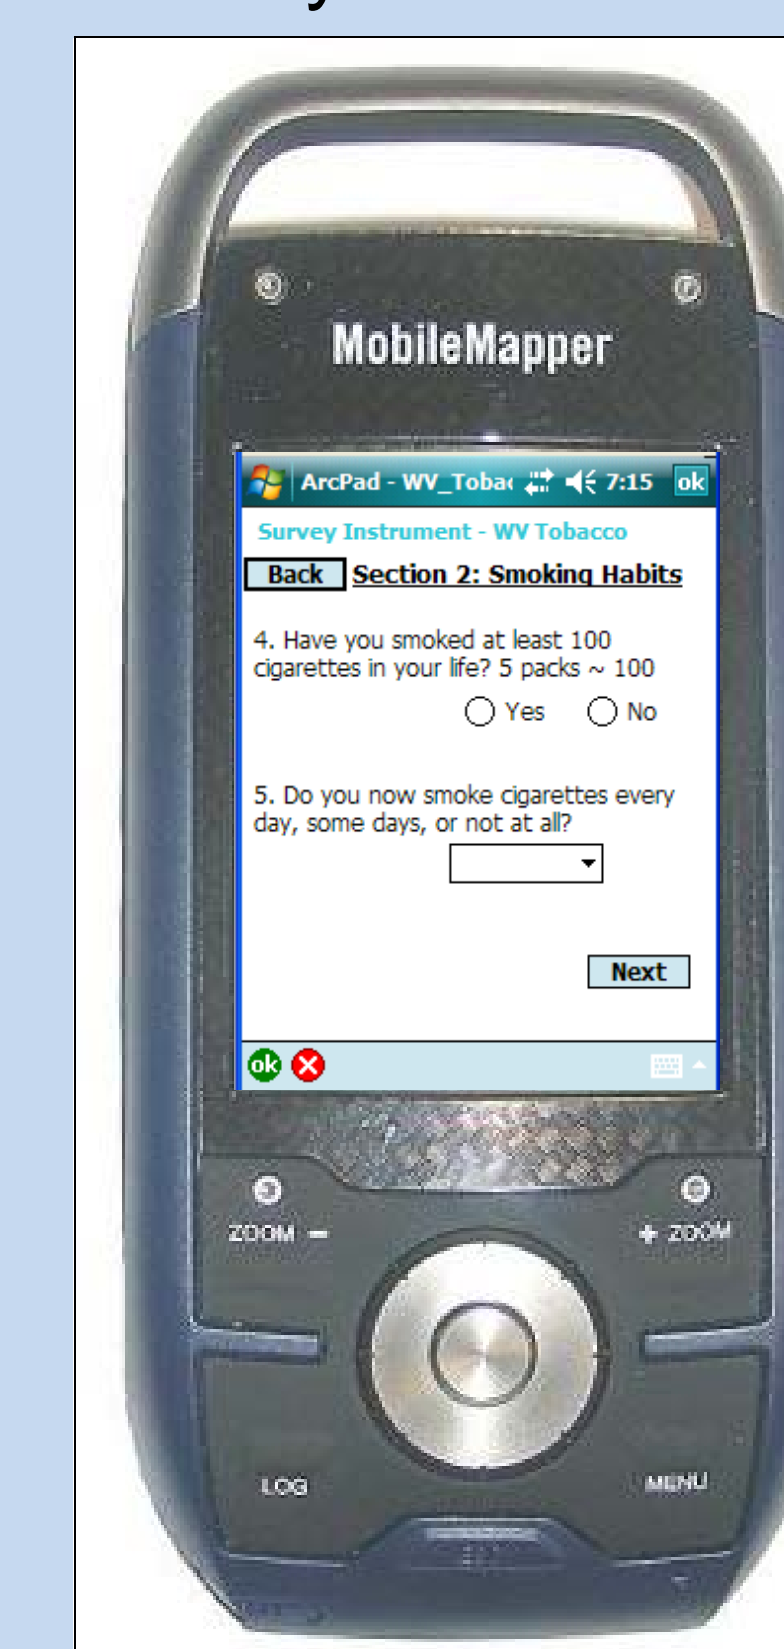 MobileMapper
ArcPad - WV_Toba 7:15 ok
Survey Instrument - WV Tobacco
Back Section 2: Smoking Habits
4. Have you smoked at least 100
cigarettes in your life? 5 packs ~ 100
Yes No
5. Do you now smoke cigarettes every
day, some days, or not at all?
Next
ok
ZOOM − + ZOOM
LOG MENU